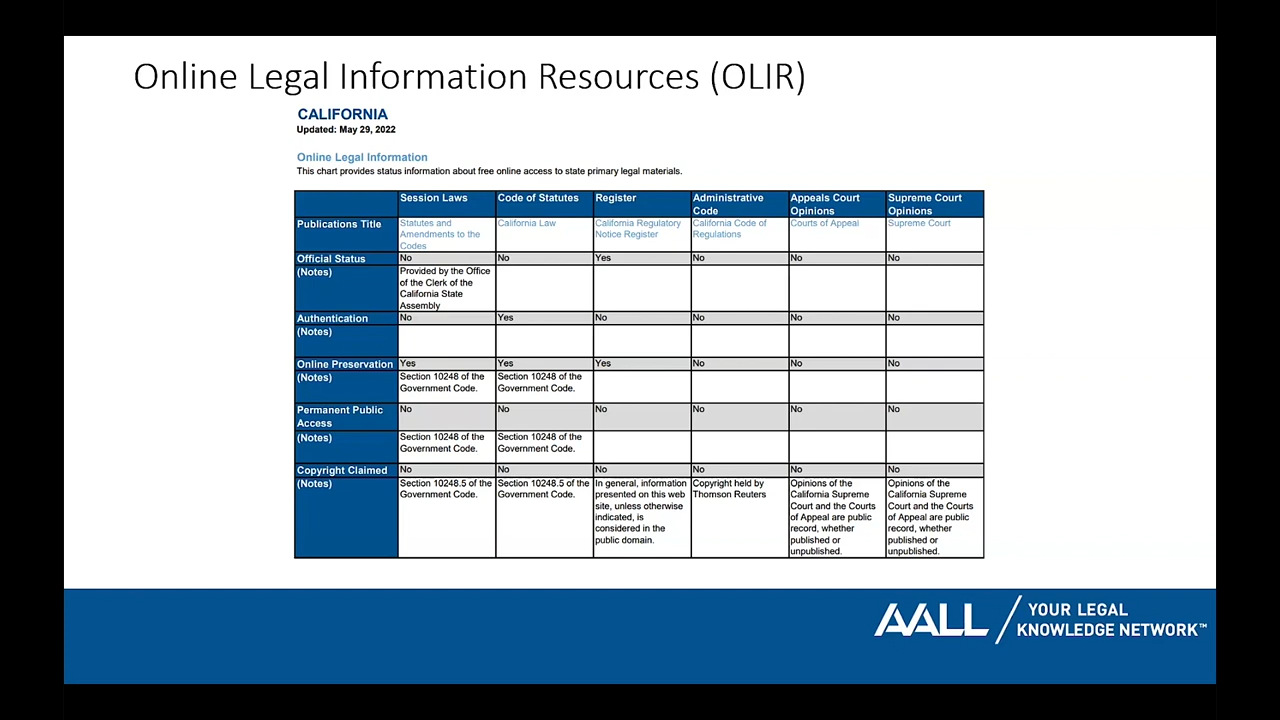 Online Legal Information Resources (OLIR)
CALIFORNIA
Updated: May 29, 2022
Online Legal Information
This chart provides status information about free online access to state primary legal materials.
Session Laws
Code of Statutes
Register
Administrative
Code
Appeals Court
Opinions
Supreme Court
Opinions
Publications Title
Statutes and
Amendments to the
Codes
California Law
California Regulatory
Notice Register
California Code of
Regulations
Courts of Appeal
Supreme Court
Official Status
No
No
Yes
No
No
No
(Notes)
Provided by the Office
of the Clerk of the
California State
Assembly
Authentication
No
Yes
No
No
No
No
(Notes)
Online Preservation
Yes
Yes
Yes
No
No
No
(Notes)
Section 10248 of the
Government Code.
Section 10248 of the
Government Code.
Permanent Public
Access
No
No
No
No
No
No
(Notes)
Section 10248 of the
Government Code.
Section 10248 of the
Government Code.
Copyright Claimed
No
No
No
No
No
No
(Notes)
Section 10248.5 of the
Government Code.
Section 10248.5 of the
Government Code.
In general, information
presented on this web
site, unless otherwise
indicated, is
considered in the
public domain.
Copyright held by
Thomson Reuters
Opinions of the
California Supreme
Court and the Courts
of Appeal are public
record, whether
published or
unpublished.
Opinions of the
California Supreme
Court and the Courts
of Appeal are public
record, whether
published or
unpublished.
AALL
YOUR LEGAL
KNOWLEDGE NETWORK™